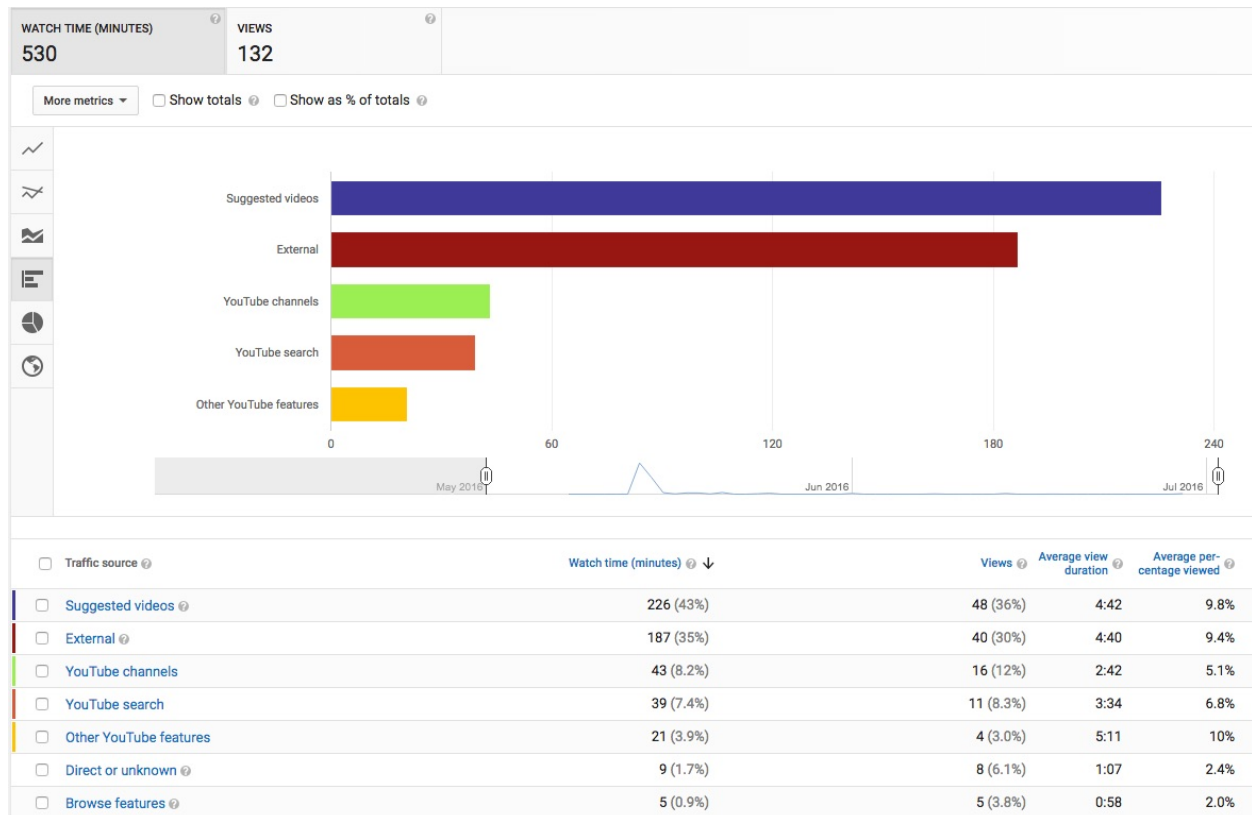 WATCH TIME (MINUTES) VIEWS
530 132
More metrics Show totals Show as % of totals
Suggested videos
External
YouTube channels
YouTube search
Other YouTube features
0 60 120 180 240
May 2016 Jun 2016 Jul 2016
Traffic source Watch time (minutes) Views Average view duration Average per-centage viewed
Suggested videos 226 (43%) 48 (36%) 4:42 9.8%
External 187 (35%) 40 (30%) 4:40 9.4%
YouTube channels 43 (8.2%) 16 (12%) 2:42 5.1%
YouTube search 39 (7.4%) 11 (8.3%) 3:34 6.8%
Other YouTube features 21 (3.9%) 4 (3.0%) 5:11 10%
Direct or unknown 9 (1.7%) 8 (6.1%) 1:07 2.4%
Browse features 5 (0.9%) 5 (3.8%) 0:58 2.0%